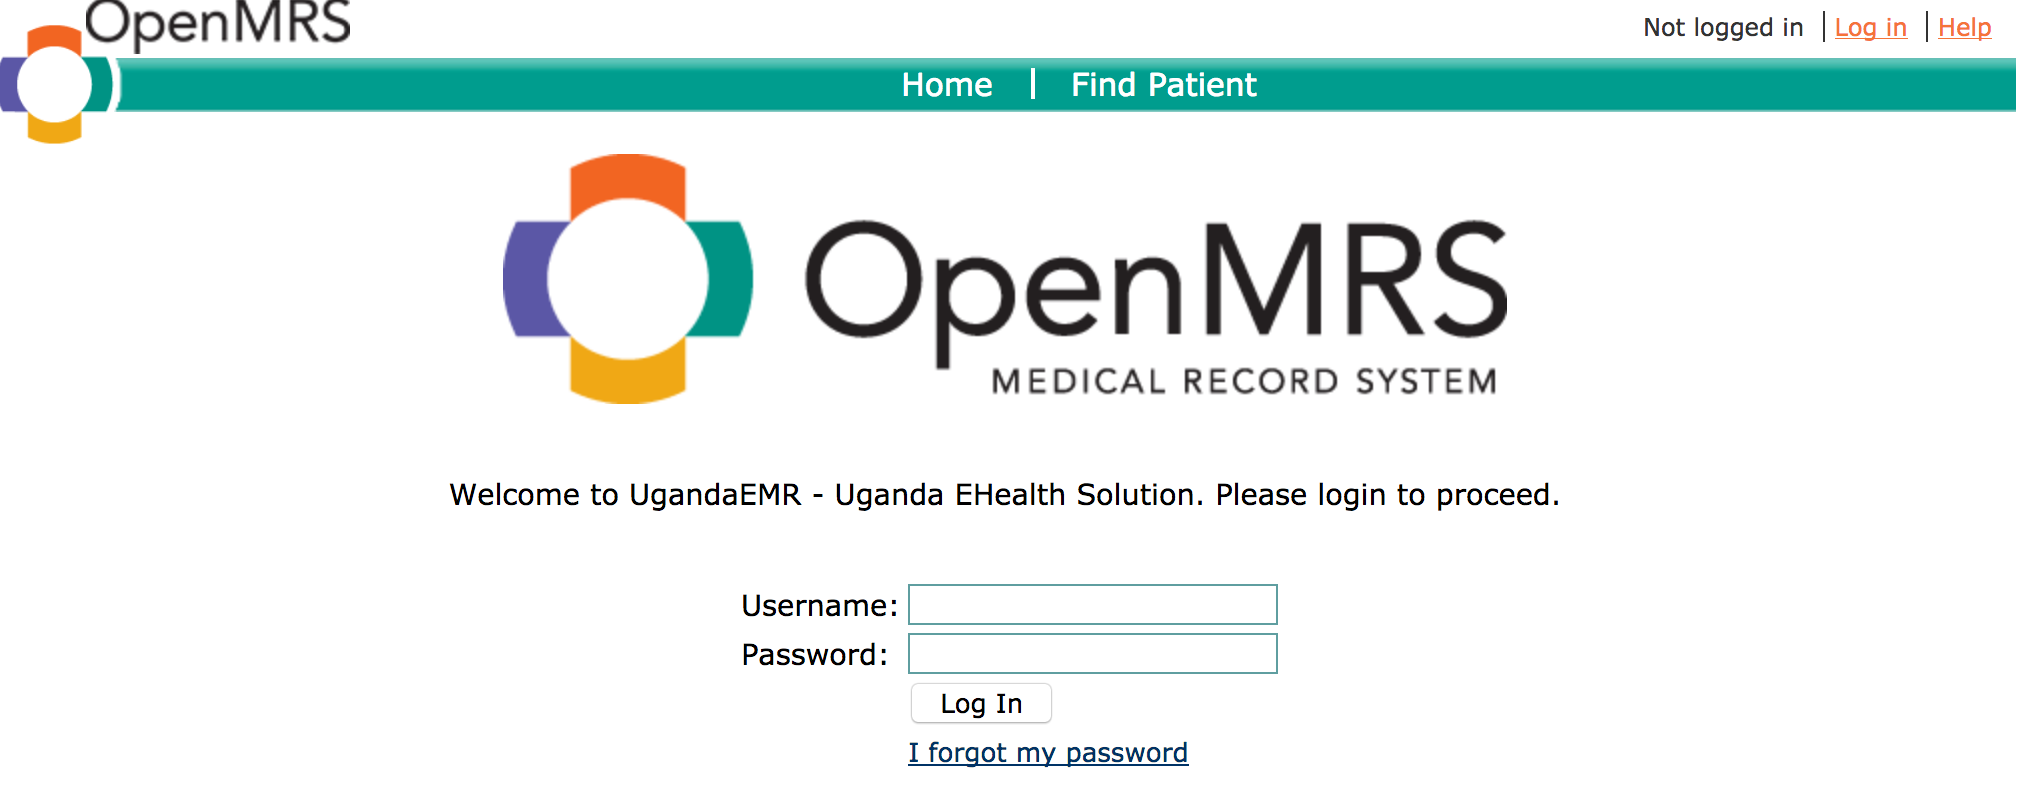 OpenMRS
Not logged in | Log in | Help
Home | Find Patient
OpenMRS
MEDICAL RECORD SYSTEM
Welcome to UgandaEMR - Uganda EHealth Solution. Please login to proceed.
Username:
Password:
Log In
I forgot my password